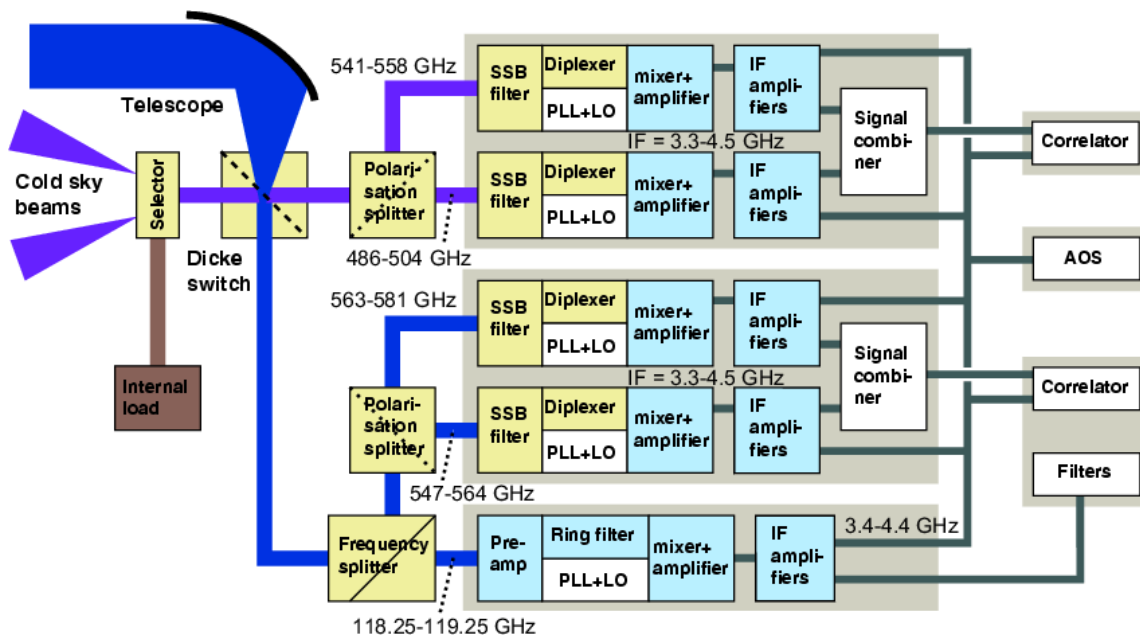 Telescope
Cold sky
beams
Selector
Dicke
switch
Internal
load
541-558 GHz
Polari-
sation
splitter
486-504 GHz
SSB
filter
Diplexer
PLL+LO
mixer+
amplifier
IF
ampli-
fiers
IF = 3.3-4.5 GHz
SSB
filter
Diplexer
PLL+LO
mixer+
amplifier
IF
ampli-
fiers
Signal
combi-
ner
Correlator
AOS
563-581 GHz
Polari-
sation
splitter
547-564 GHz
SSB
filter
Diplexer
PLL+LO
mixer+
amplifier
IF
ampli-
fiers
IF = 3.3-4.5 GHz
SSB
filter
Diplexer
PLL+LO
mixer+
amplifier
IF
ampli-
fiers
Signal
combi-
ner
Correlator
Filters
Frequency
splitter
118.25-119.25 GHz
Pre-
amp
Ring filter
PLL+LO
mixer+
amplifier
IF
ampli-
fiers
3.4-4.4 GHz